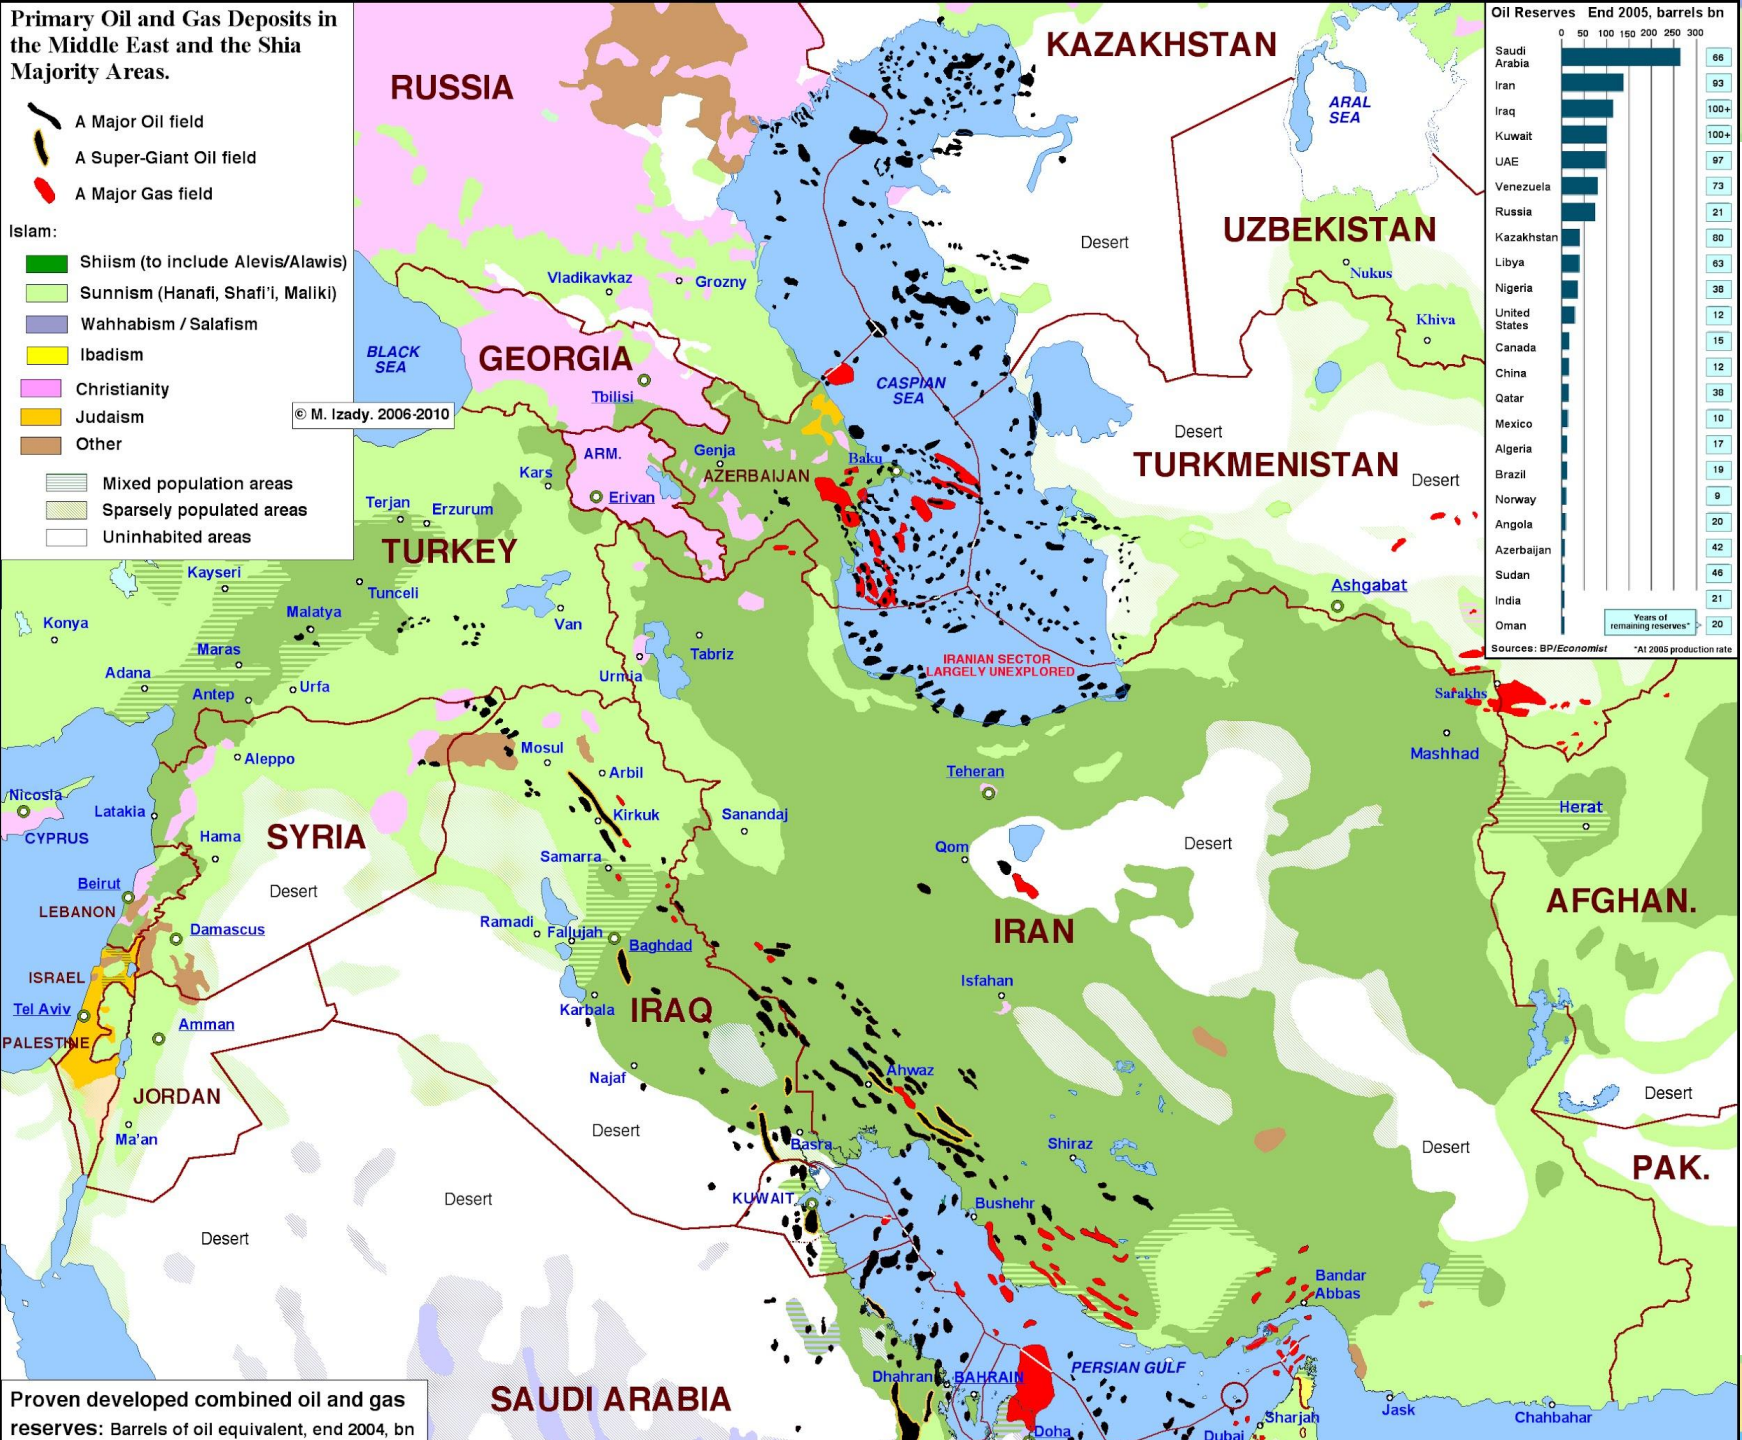 Primary Oil and Gas Deposits in
the Middle East and the Shia
Majority Areas.
A Major Oil field
A Super-Giant Oil field
A Major Gas field
Islam:
Shiism (to include Alevis/Alawis)
Sunnism (Hanafi, Shafi'i, Maliki)
Wahhabism / Salafism
Ibadism
Christianity
Judaism
Other
Mixed population areas
Sparsely populated areas
Uninhabited areas
© M. Izady. 2006-2010
Oil Reserves End 2005, barrels bn
0 50 100 150 200 250 300
Saudi
Arabia 66
Iran 93
Iraq 100+
Kuwait 100+
UAE 97
Venezuela 73
Russia 21
Kazakhstan 80
Libya 63
Nigeria 38
United
States 12
Canada 15
China 12
Qatar 38
Mexico 10
Algeria 17
Brazil 19
Norway 9
Angola 20
Azerbaijan 42
Sudan 46
India 21
Oman 20
Years of
remaining reserves*
Sources: BP/Economist *At 2005 production rate
RUSSIA
KAZAKHSTAN
ARAL
SEA
UZBEKISTAN
Desert
Nukus
Khiva
Vladikavkaz
Grozny
BLACK
SEA
GEORGIA
Tbilisi
CASPIAN
SEA
Desert
TURKMENISTAN
Desert
ARM.
Genja
Baku
AZERBAIJAN
Kars
Erivan
Terjan
Erzurum
TURKEY
Kayseri
Tunceli
Ashgabat
Malatya
Konya
Van
Maras
Tabriz
IRANIAN SECTOR
LARGELY UNEXPLORED
Adana
Antep
Urfa
Urmia
Sarakhs
Mosul
Mashhad
Aleppo
Arbil
Teheran
Nicosia
Latakia
Kirkuk
Sanandaj
Herat
CYPRUS
Hama
SYRIA
Qom
Desert
Samarra
Beirut
Desert
LEBANON
AFGHAN.
Damascus
Ramadi
Fallujah
Baghdad
IRAN
ISRAEL
Isfahan
Tel Aviv
Karbala
IRAQ
Amman
PALESTINE
Najaf
Ahwaz
JORDAN
Desert
Ma'an
Desert
Basra
Shiraz
Desert
PAK.
Desert
KUWAIT
Bushehr
Desert
Bandar
Abbas
PERSIAN GULF
Dhahran
BAHRAIN
SAUDI ARABIA
Jask
Chahbahar
Sharjah
Doha
Dubai
Proven developed combined oil and gas
reserves: Barrels of oil equivalent, end 2004, bn